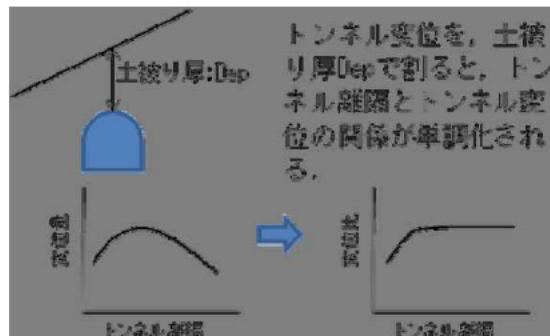 土被り厚:Dep
トンネル変位を，土被
り厚Depで割ると，トン
ネル離隔とトンネル変
位の関係が単調化され
る．
変位量
トンネル離隔
変位比
トンネル離隔